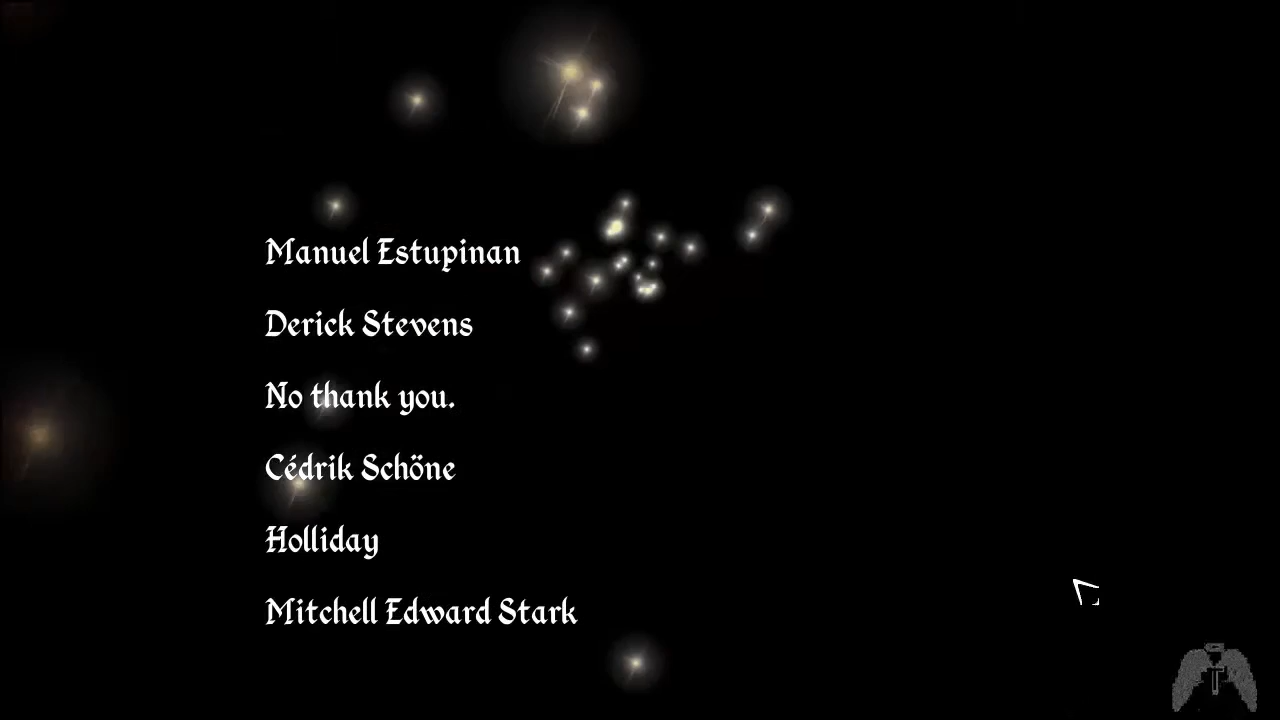 Manuel Estupinan
Derick Stevens
No thank you.
Cédrik Schöne
Holliday
Mitchell Edward Stark